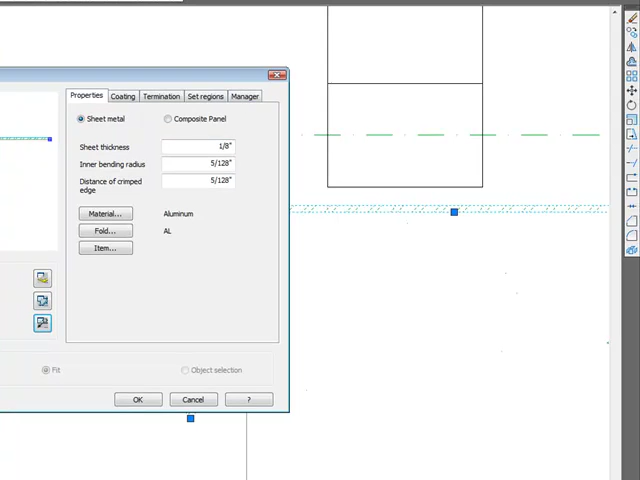 Properties Coating Termination Set regions Manager
Sheet metal Composite Panel
Sheet thickness 1/8"
Inner bending radius 5/128"
Distance of crimped 5/128"
edge
Material... Aluminum
Fold... AL
Item...
Fit Object selection
OK Cancel ?